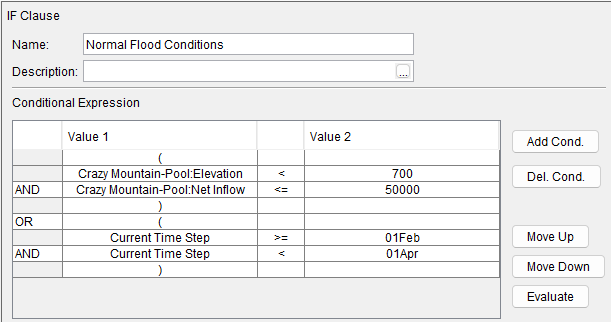 IF Clause
Name: Normal Flood Conditions
Description: ...
Conditional Expression
Value 1 Value 2
Add Cond.
(
Crazy Mountain-Pool:Elevation < 700
Del. Cond.
AND Crazy Mountain-Pool:Net Inflow <= 50000
)
OR (
Current Time Step >= 01Feb
Move Up
AND Current Time Step < 01Apr
Move Down
)
Evaluate